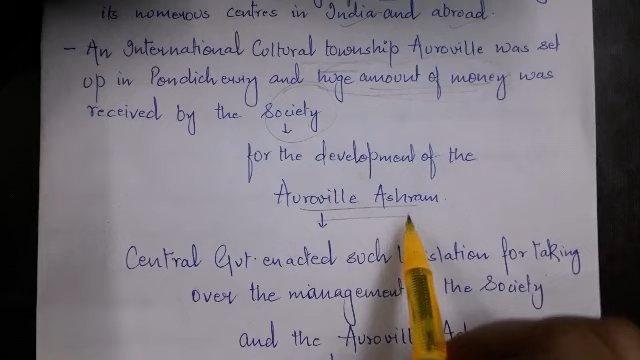 its numerous centres in India and abroad.
- An International Cultural township Auroville was set
up in Pondicherry and huge amount of money was
received by the Society
for the development of the
Auroville Ashram.
Central Gvt. enacted such for taking
over the management the Society
and the Auroville